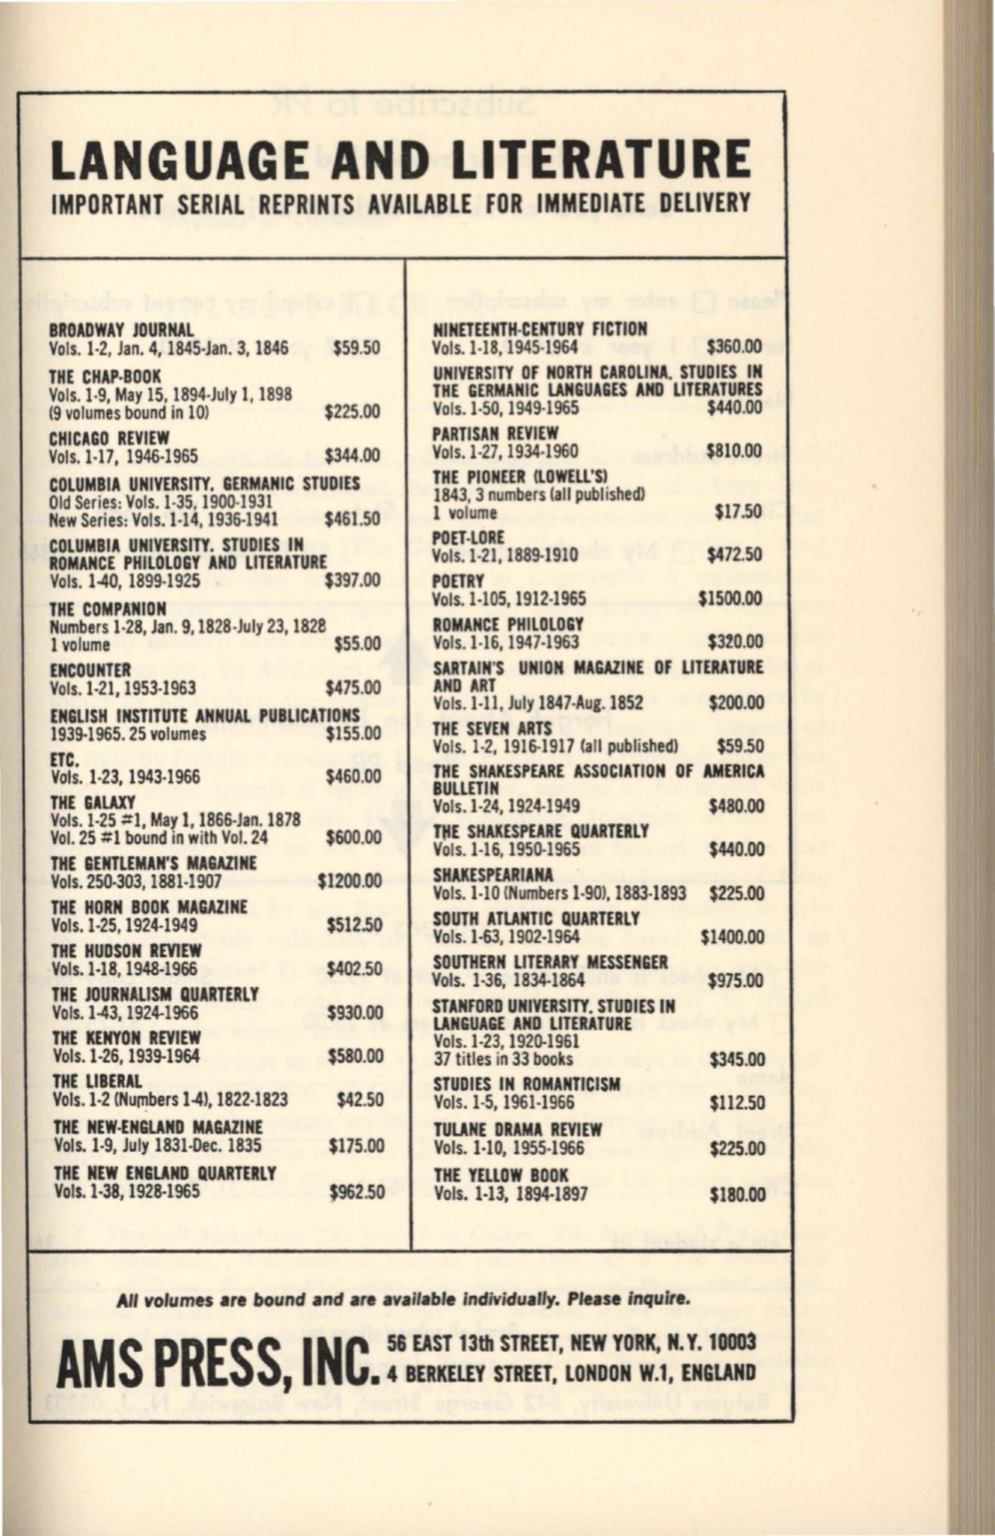 LANGUAGE AND LITERATURE
IMPORTANT SERIAL REPRINTS AVAILABLE FOR IMMEDIATE DELIVERY
BROADWAY JOURNAL
Vols. 1-2, Jan. 4, 1845-Jan. 3, 1846 $59.50
THE CHAP-BOOK
Vols. 1-9, May 15, 1894-July 1, 1898
(9 volumes bound in 10) $225.00
CHICAGO REVIEW
Vols. 1-17, 1946-1965 $344.00
COLUMBIA UNIVERSITY. GERMANIC STUDIES
Old Series: Vols. 1-35, 1900-1931
New Series: Vols. 1-14, 1936-1941 $461.50
COLUMBIA UNIVERSITY. STUDIES IN
ROMANCE PHILOLOGY AND LITERATURE
Vols. 1-40, 1899-1925 $397.00
THE COMPANION
Numbers 1-28, Jan. 9, 1828-July 23, 1828
1 volume $55.00
ENCOUNTER
Vols. 1-21, 1953-1963 $475.00
ENGLISH INSTITUTE ANNUAL PUBLICATIONS
1939-1965. 25 volumes $155.00
ETC.
Vols. 1-23, 1943-1966 $460.00
THE GALAXY
Vols. 1-25 #1, May 1, 1866-Jan. 1878
Vol. 25 #1 bound in with Vol. 24 $600.00
THE GENTLEMAN'S MAGAZINE
Vols. 250-303, 1881-1907 $1200.00
THE HORN BOOK MAGAZINE
Vols. 1-25, 1924-1949 $512.50
THE HUDSON REVIEW
Vols. 1-18, 1948-1966 $402.50
THE JOURNALISM QUARTERLY
Vols. 1-43, 1924-1966 $930.00
THE KENYON REVIEW
Vols. 1-26, 1939-1964 $580.00
THE LIBERAL
Vols. 1-2 (Numbers 1-4), 1822-1823 $42.50
THE NEW-ENGLAND MAGAZINE
Vols. 1-9, July 1831-Dec. 1835 $175.00
THE NEW ENGLAND QUARTERLY
Vols. 1-38, 1928-1965 $962.50
NINETEENTH-CENTURY FICTION
Vols. 1-18, 1945-1964 $360.00
UNIVERSITY OF NORTH CAROLINA. STUDIES IN
THE GERMANIC LANGUAGES AND LITERATURES
Vols. 1-50, 1949-1965 $440.00
PARTISAN REVIEW
Vols. 1-27, 1934-1960 $810.00
THE PIONEER (LOWELL'S)
1843, 3 numbers (all published)
1 volume $17.50
POET-LORE
Vols. 1-21, 1889-1910 $472.50
POETRY
Vols. 1-105, 1912-1965 $1500.00
ROMANCE PHILOLOGY
Vols. 1-16, 1947-1963 $320.00
SARTAIN'S UNION MAGAZINE OF LITERATURE
AND ART
Vols. 1-11, July 1847-Aug. 1852 $200.00
THE SEVEN ARTS
Vols. 1-2, 1916-1917 (all published) $59.50
THE SHAKESPEARE ASSOCIATION OF AMERICA
BULLETIN
Vols. 1-24, 1924-1949 $480.00
THE SHAKESPEARE QUARTERLY
Vols. 1-16, 1950-1965 $440.00
SHAKESPEARIANA
Vols. 1-10 (Numbers 1-90), 1883-1893 $225.00
SOUTH ATLANTIC QUARTERLY
Vols. 1-63, 1902-1964 $1400.00
SOUTHERN LITERARY MESSENGER
Vols. 1-36, 1834-1864 $975.00
STANFORD UNIVERSITY. STUDIES IN
LANGUAGE AND LITERATURE
Vols. 1-23, 1920-1961
37 titles in 33 books $345.00
STUDIES IN ROMANTICISM
Vols. 1-5, 1961-1966 $112.50
TULANE DRAMA REVIEW
Vols. 1-10, 1955-1966 $225.00
THE YELLOW BOOK
Vols. 1-13, 1894-1897 $180.00
All volumes are bound and are available individually. Please inquire.
AMS PRESS, INC. 56 EAST 13th STREET, NEW YORK, N.Y. 10003
4 BERKELEY STREET, LONDON W.1, ENGLAND